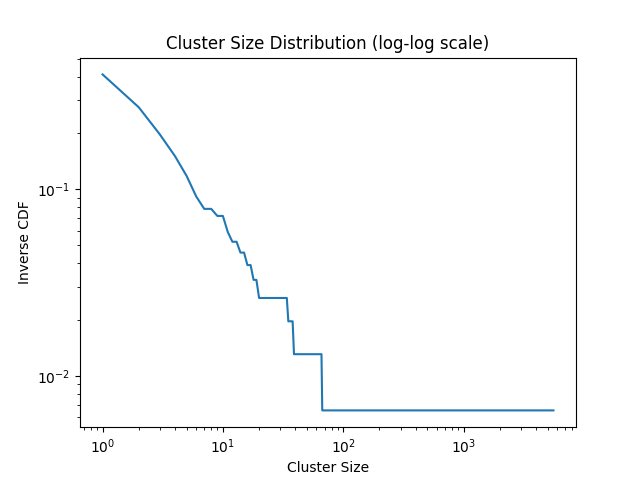 Cluster Size Distribution (log-log scale)
Inverse CDF
10⁻¹
10⁻²
10⁰ 10¹ 10² 10³
Cluster Size